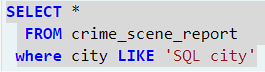 SELECT *
FROM crime_scene_report
where city LIKE 'SQL city'